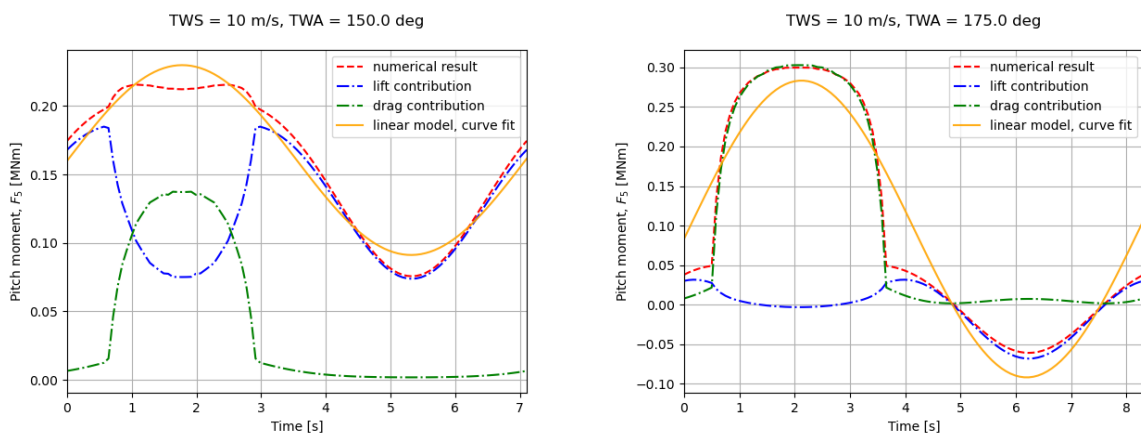 TWS = 10 m/s, TWA = 150.0 deg
Pitch moment, F5 [MNm]
0.20
0.15
0.10
0.05
0.00
numerical result
lift contribution
drag contribution
linear model, curve fit
0 1 2 3 4 5 6 7
Time [s]
TWS = 10 m/s, TWA = 175.0 deg
Pitch moment, F5 [MNm]
0.30
0.25
0.20
0.15
0.10
0.05
0.00
−0.05
−0.10
numerical result
lift contribution
drag contribution
linear model, curve fit
0 1 2 3 4 5 6 7 8
Time [s]